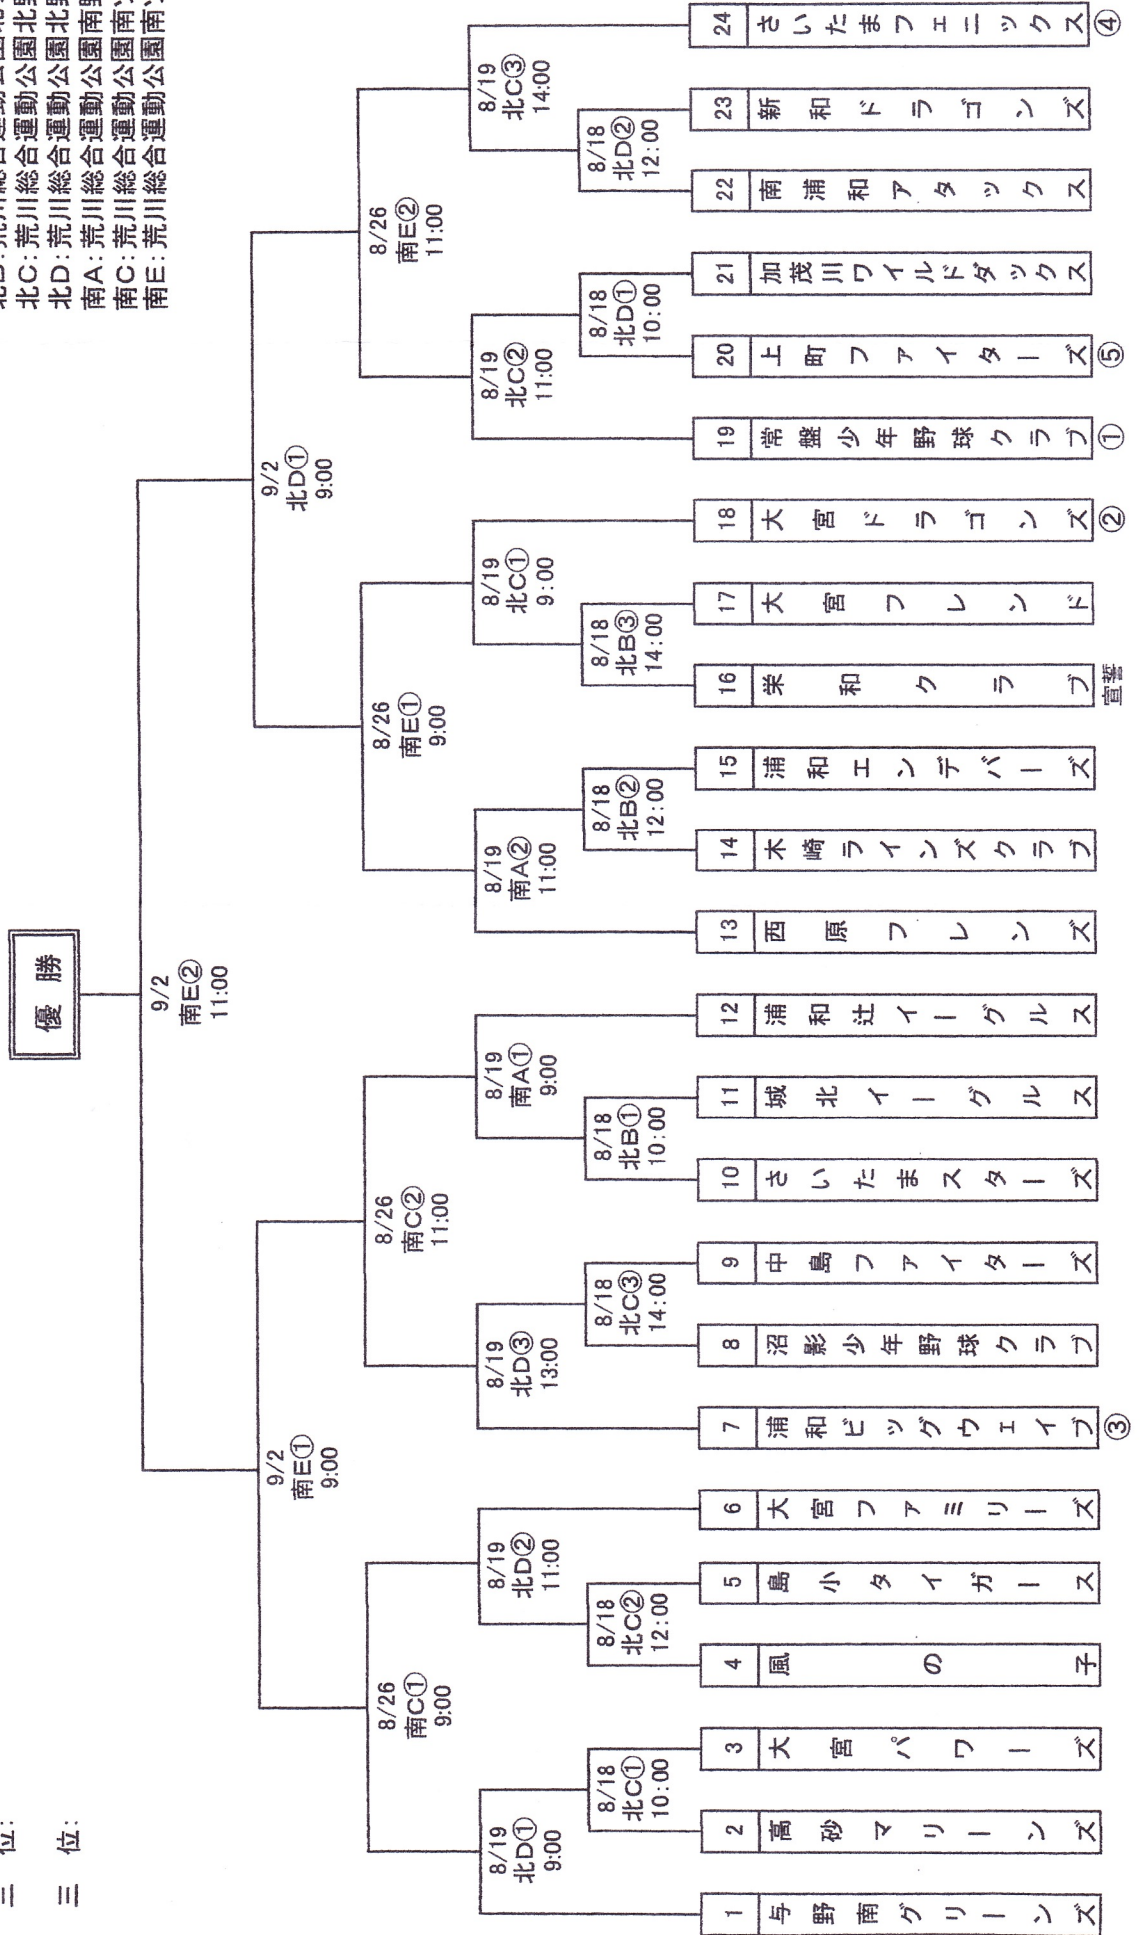 北C:荒川総合運動公園北野
北D:荒川総合運動公園北野
南A:荒川総合運動公園南野
南C:荒川総合運動公園南ソ
南E:荒川総合運動公園南ソ
三 位:
三 位:
優 勝
9/2
南E②
11:00
9/2
南E①
9:00
9/2
北D①
9:00
8/26
南C①
9:00
8/26
南C②
11:00
8/26
南E①
9:00
8/26
南E②
11:00
8/19
北D①
9:00
8/19
北D②
11:00
8/19
北D③
13:00
8/19
南A①
9:00
8/19
南A②
11:00
8/19
北C①
9:00
8/19
北C②
11:00
8/19
北C③
14:00
8/18
北C①
10:00
8/18
北C②
12:00
8/18
北C③
14:00
8/18
北B①
10:00
8/18
北B②
12:00
8/18
北B③
14:00
8/18
北D①
10:00
8/18
北D②
12:00
1 与野南グリーンズ
2 高砂マリーンズ
3 大宮パワーズ
4 風の子
5 島小タイガース
6 大宮ファミリーズ
7 浦和ビッグウェイブ ③
8 沼影少年野球クラブ
9 中島ファイターズ
10 さいたまスターズ
11 城北イーグルス
12 浦和辻イーグルス
13 西原フレンズ
14 木崎ラインズクラブ
15 浦和エンデバーズ
16 栄和クラブ 宣誓
17 大宮フレンド
18 大宮ドラゴンズ ②
19 常盤少年野球クラブ ①
20 上町ファイターズ ⑤
21 加茂川ワイルドダックス
22 南浦和アタックス
23 新和ドラゴンズ
24 さいたまフェニックス ④